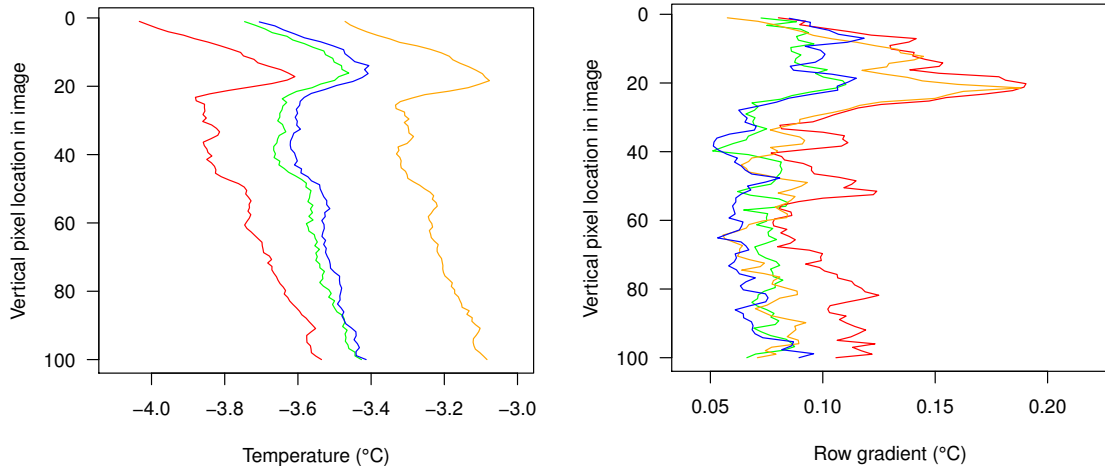 0
20
40
60
80
100
Vertical pixel location in image
−4.0 −3.8 −3.6 −3.4 −3.2 −3.0
Temperature (°C)
0
20
40
60
80
100
Vertical pixel location in image
0.05 0.10 0.15 0.20
Row gradient (°C)